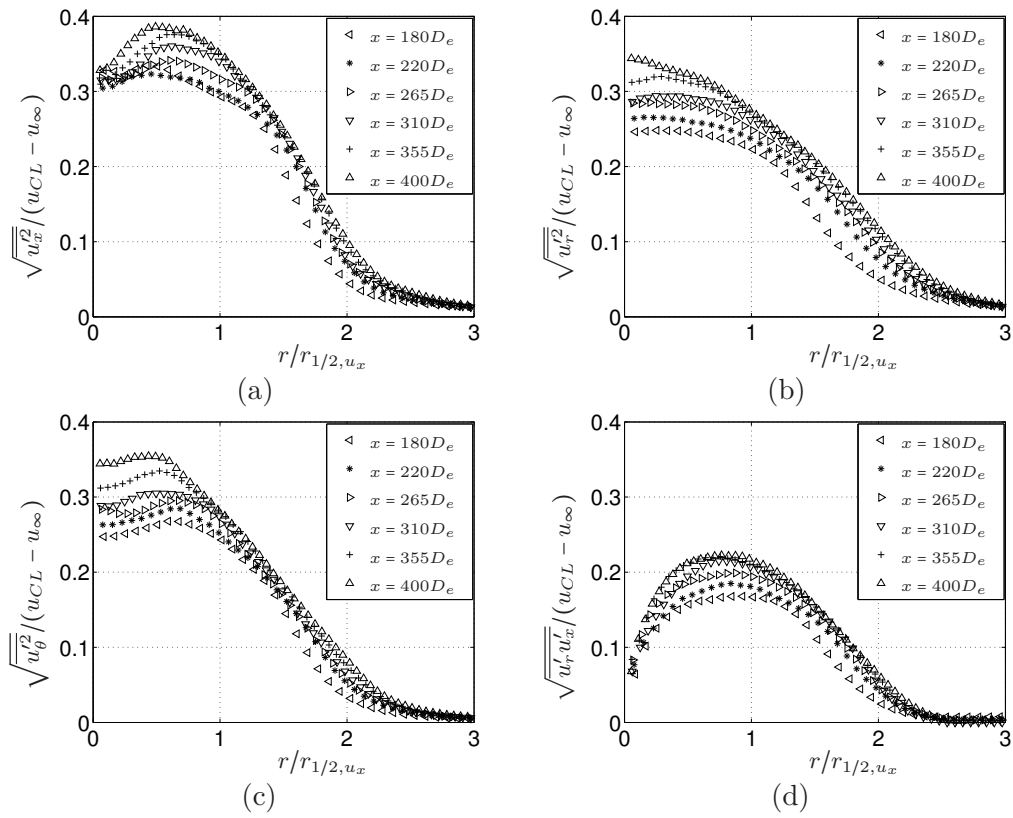 0.4
0.3
0.2
0.1
0
0 1 2 3
√u′x²/(uCL − u∞)
r/r1/2,ux
x = 180De
x = 220De
x = 265De
x = 310De
x = 355De
x = 400De
(a)
0.4
0.3
0.2
0.1
0
0 1 2 3
√u′r²/(uCL − u∞)
r/r1/2,ux
x = 180De
x = 220De
x = 265De
x = 310De
x = 355De
x = 400De
(b)
0.4
0.3
0.2
0.1
0
0 1 2 3
√u′θ²/(uCL − u∞)
r/r1/2,ux
x = 180De
x = 220De
x = 265De
x = 310De
x = 355De
x = 400De
(c)
0.4
0.3
0.2
0.1
0
0 1 2 3
√u′ru′x/(uCL − u∞)
r/r1/2,ux
x = 180De
x = 220De
x = 265De
x = 310De
x = 355De
x = 400De
(d)